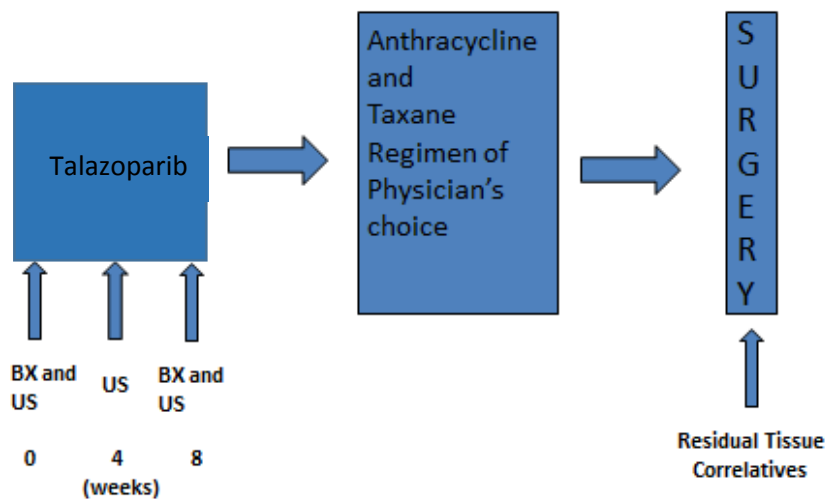 Talazoparib
Anthracycline
and
Taxane
Regimen of
Physician's
choice
S
U
R
G
E
R
Y
BX and
US
US
BX and
US
0
4
8
(weeks)
Residual Tissue
Correlatives